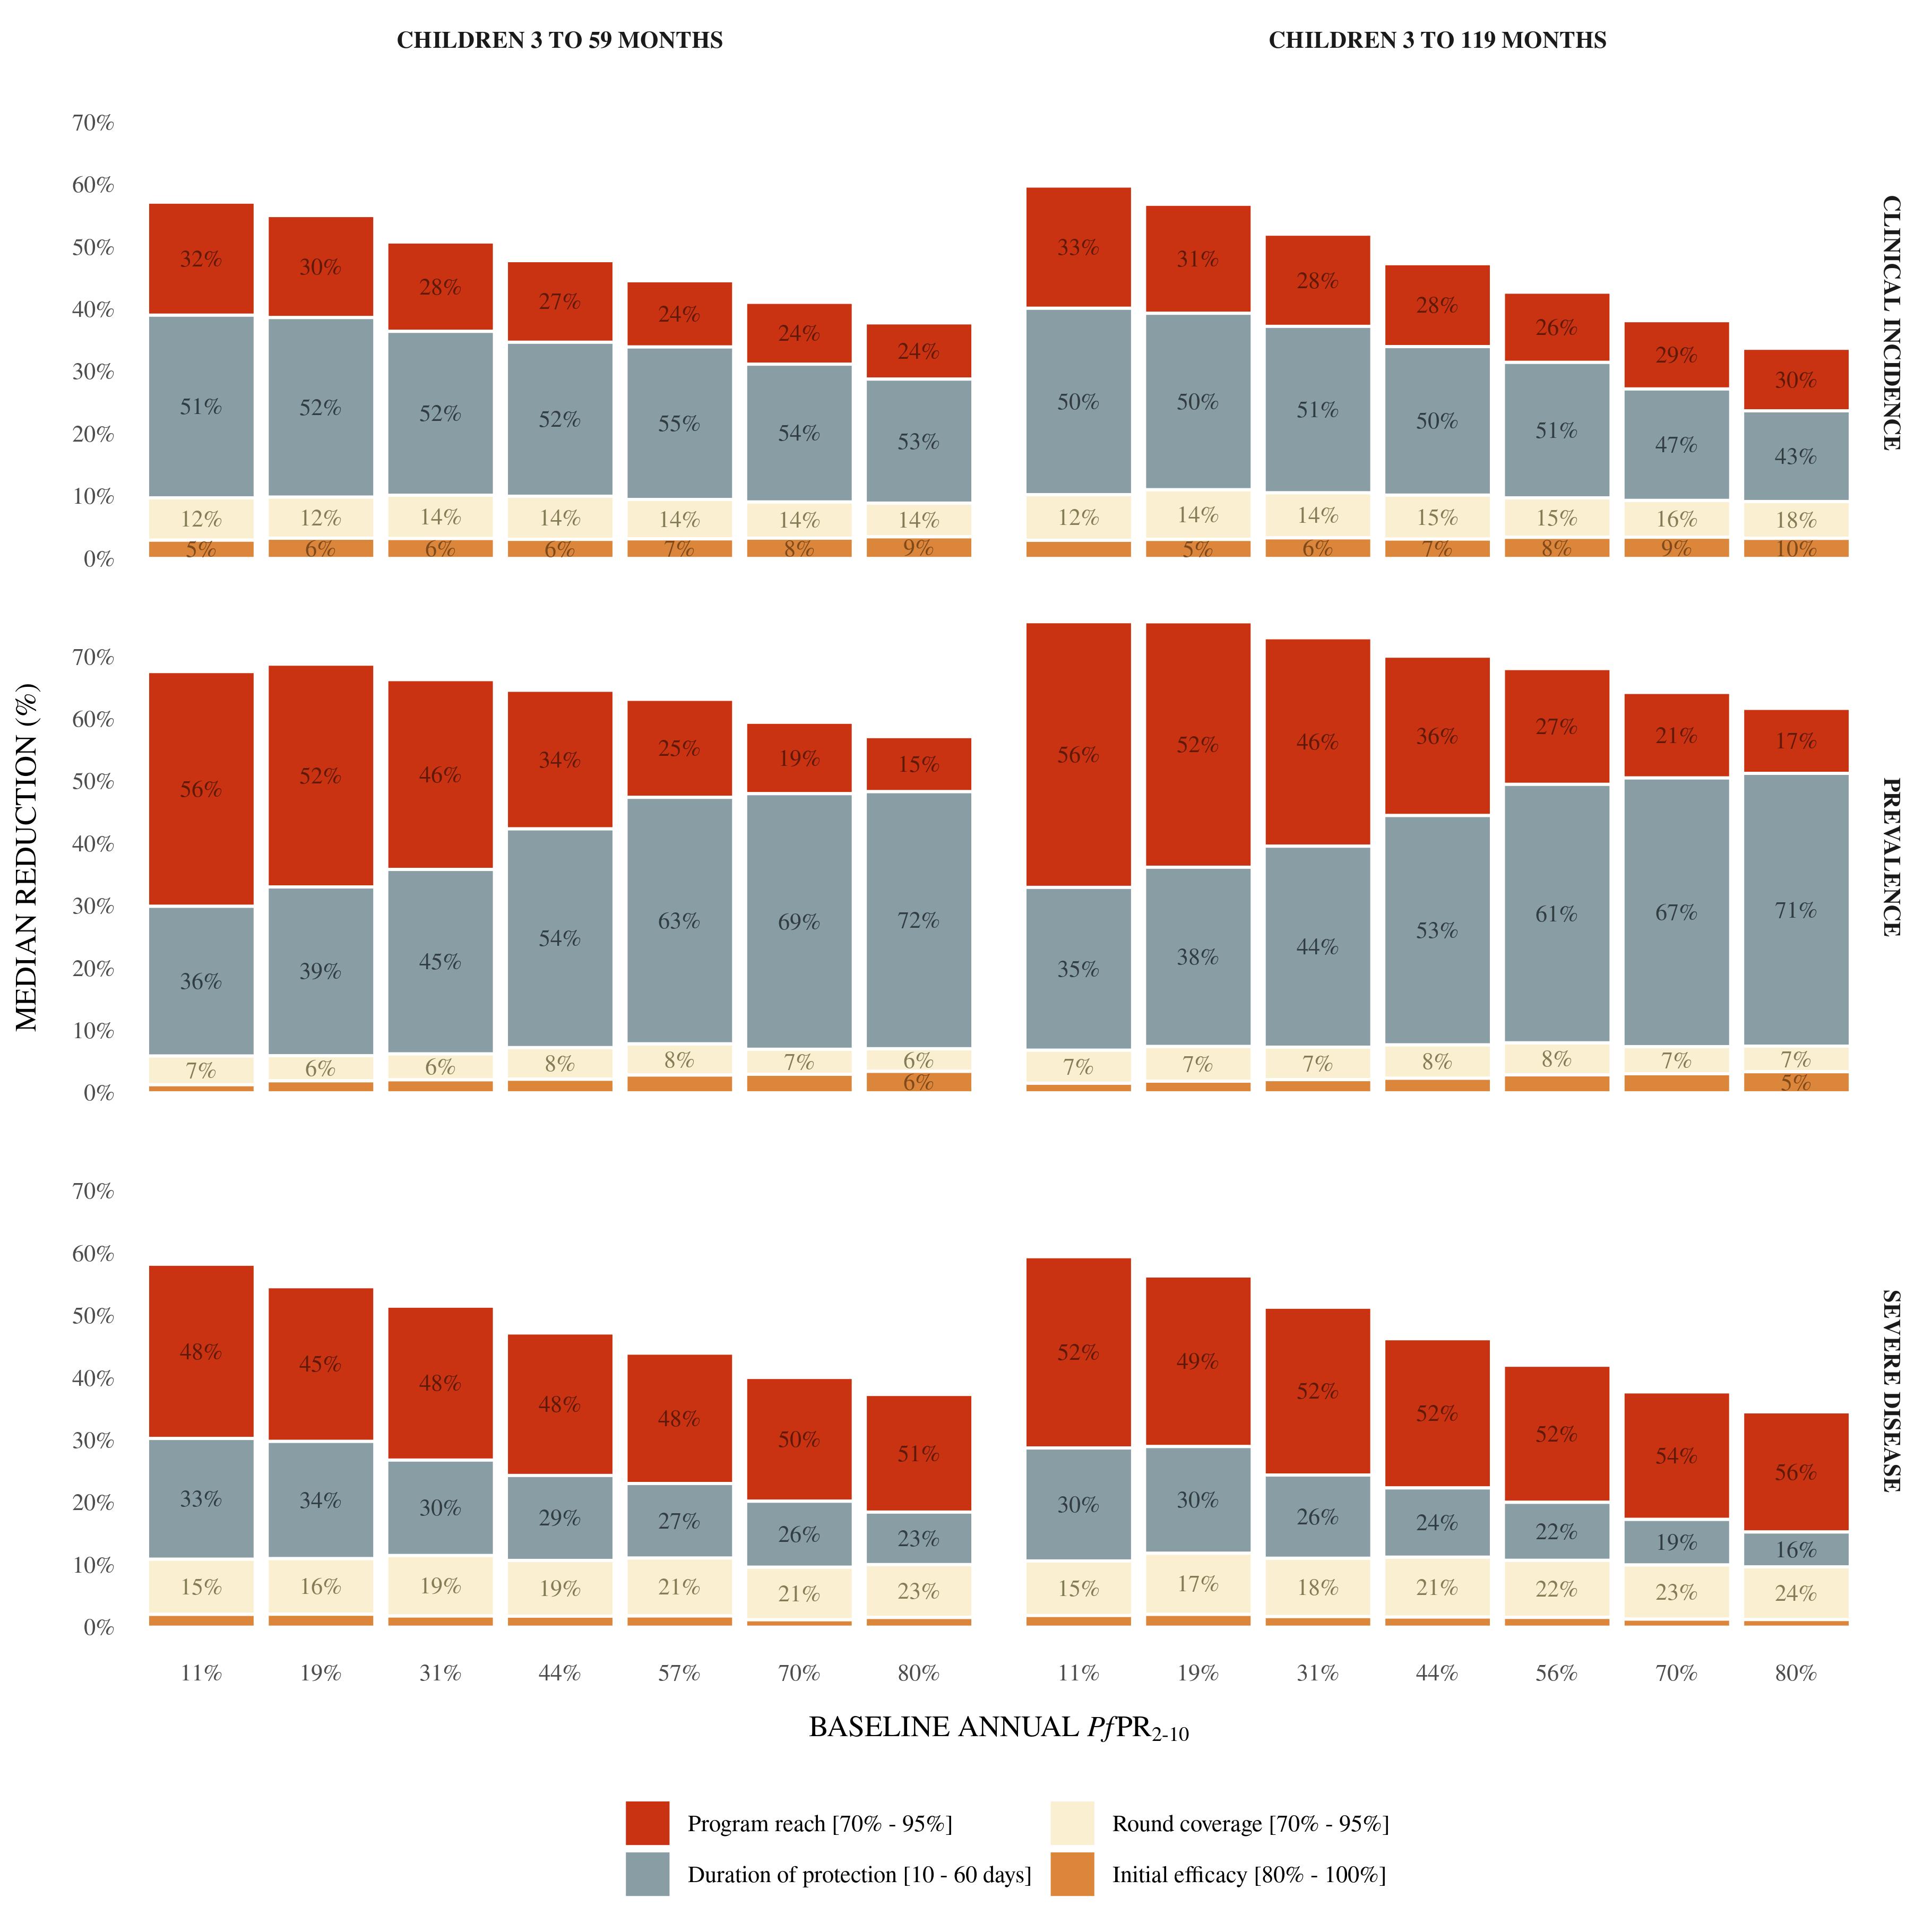 CHILDREN 3 TO 59 MONTHS CHILDREN 3 TO 119 MONTHS
70%
60%
50%
40%
30%
20%
10%
0%
32% 30% 28% 27% 24% 24% 24%
51% 52% 52% 52% 55% 54% 53%
12% 12% 14% 14% 14% 14% 14%
5% 6% 6% 6% 7% 8% 9%
33% 31% 28% 28% 26% 29% 30%
50% 50% 51% 50% 51% 47% 43%
12% 14% 14% 15% 15% 16% 18%
5% 6% 7% 8% 9% 10%
CLINICAL INCIDENCE
MEDIAN REDUCTION (%)
70%
60%
50%
40%
30%
20%
10%
0%
56% 52% 46% 34% 25% 19% 15%
36% 39% 45% 54% 63% 69% 72%
7% 6% 6% 8% 8% 7% 6%
6%
56% 52% 46% 36% 27% 21% 17%
35% 38% 44% 53% 61% 67% 71%
7% 7% 7% 8% 8% 7% 7%
5%
PREVALENCE
70%
60%
50%
40%
30%
20%
10%
0%
48% 45% 48% 48% 48% 50% 51%
33% 34% 30% 29% 27% 26% 23%
15% 16% 19% 19% 21% 21% 23%
52% 49% 52% 52% 52% 54% 56%
30% 30% 26% 24% 22% 19% 16%
15% 17% 18% 21% 22% 23% 24%
SEVERE DISEASE
11% 19% 31% 44% 57% 70% 80% 11% 19% 31% 44% 56% 70% 80%
BASELINE ANNUAL PfPR2-10
Program reach [70% - 95%] Round coverage [70% - 95%]
Duration of protection [10 - 60 days] Initial efficacy [80% - 100%]